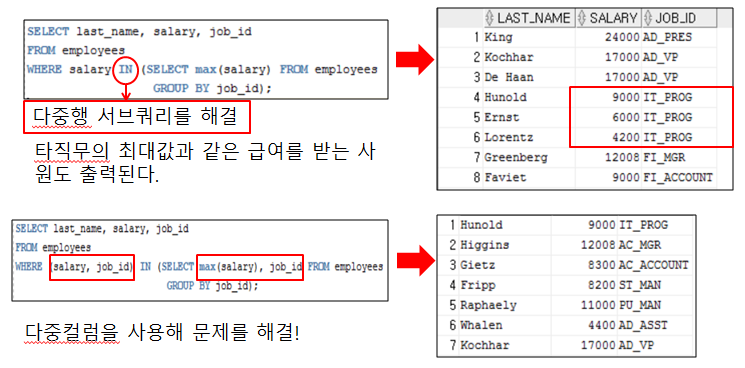 SELECT last_name, salary, job_id
FROM employees
WHERE salary IN (SELECT max(salary) FROM employees
GROUP BY job_id);
다중행 서브쿼리를 해결
타직무의 최대값과 같은 급여를 받는 사
원도 출력된다.
LAST_NAME SALARY JOB_ID
1 King 24000 AD_PRES
2 Kochhar 17000 AD_VP
3 De Haan 17000 AD_VP
4 Hunold 9000 IT_PROG
5 Ernst 6000 IT_PROG
6 Lorentz 4200 IT_PROG
7 Greenberg 12008 FI_MGR
8 Faviet 9000 FI_ACCOUNT
SELECT last_name, salary, job_id
FROM employees
WHERE (salary, job_id) IN (SELECT max(salary), job_id FROM employees
GROUP BY job_id);
다중컬럼을 사용해 문제를 해결!
1 Hunold 9000 IT_PROG
2 Higgins 12008 AC_MGR
3 Gietz 8300 AC_ACCOUNT
4 Fripp 8200 ST_MAN
5 Raphaely 11000 PU_MAN
6 Whalen 4400 AD_ASST
7 Kochhar 17000 AD_VP